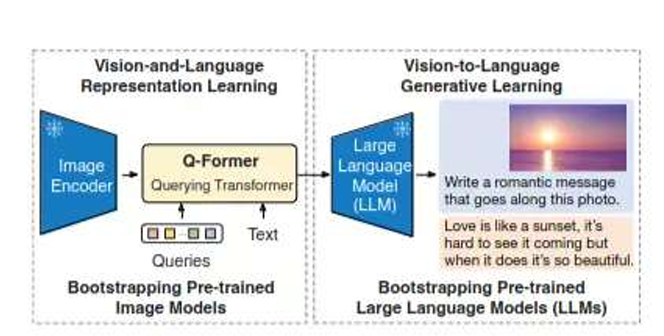 Vision-and-Language
Representation Learning
Image
Encoder
Q-Former
Querying Transformer
Queries
Text
Bootstrapping Pre-trained
Image Models
Vision-to-Language
Generative Learning
Large
Language
Model
(LLM)
Write a romantic message
that goes along this photo.
Love is like a sunset, it's
hard to see it coming but
when it does it's so beautiful.
Bootstrapping Pre-trained
Large Language Models (LLMs)